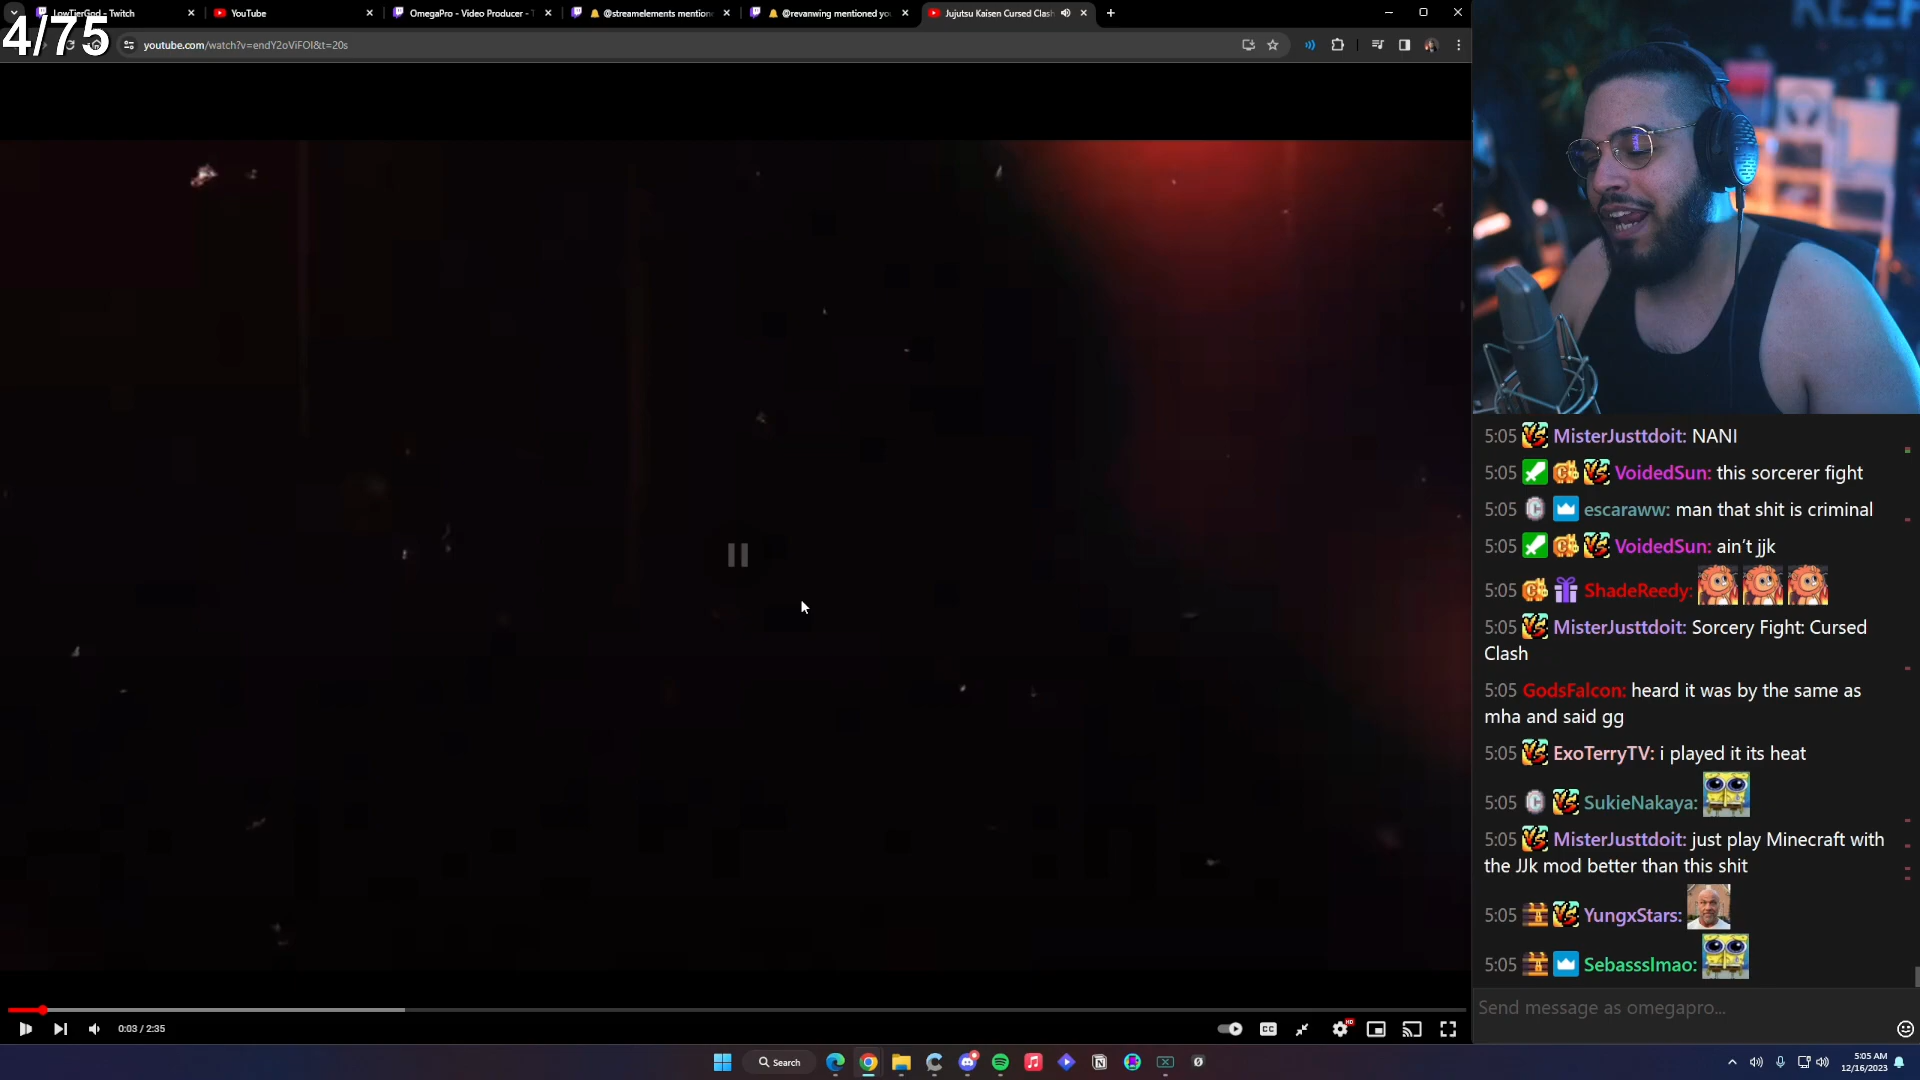 4/75
LowTierGod - Twitch
YouTube
OmegaPro - Video Producer - T
@streamelements mention
@revanwing mentioned yo
Jujutsu Kaisen Cursed Clas
youtube.com/watch?v=endY2oViFOI&t=20s
5:05 MisterJusttdoit: NANI
5:05 VoidedSun: this sorcerer fight
5:05 escaraww: man that shit is criminal
5:05 VoidedSun: ain't jjk
5:05 ShadeReedy:
5:05 MisterJusttdoit: Sorcery Fight: Cursed
Clash
5:05 GodsFalcon: heard it was by the same as
mha and said gg
5:05 ExoTerryTV: i played it its heat
5:05 SukieNakaya:
5:05 MisterJusttdoit: just play Minecraft with
the JJk mod better than this shit
5:05 YungxStars:
5:05 Sebassslmao:
Send message as omegapro...
0:03 / 2:35
CC
HD
Search
5:05 AM
12/16/2023